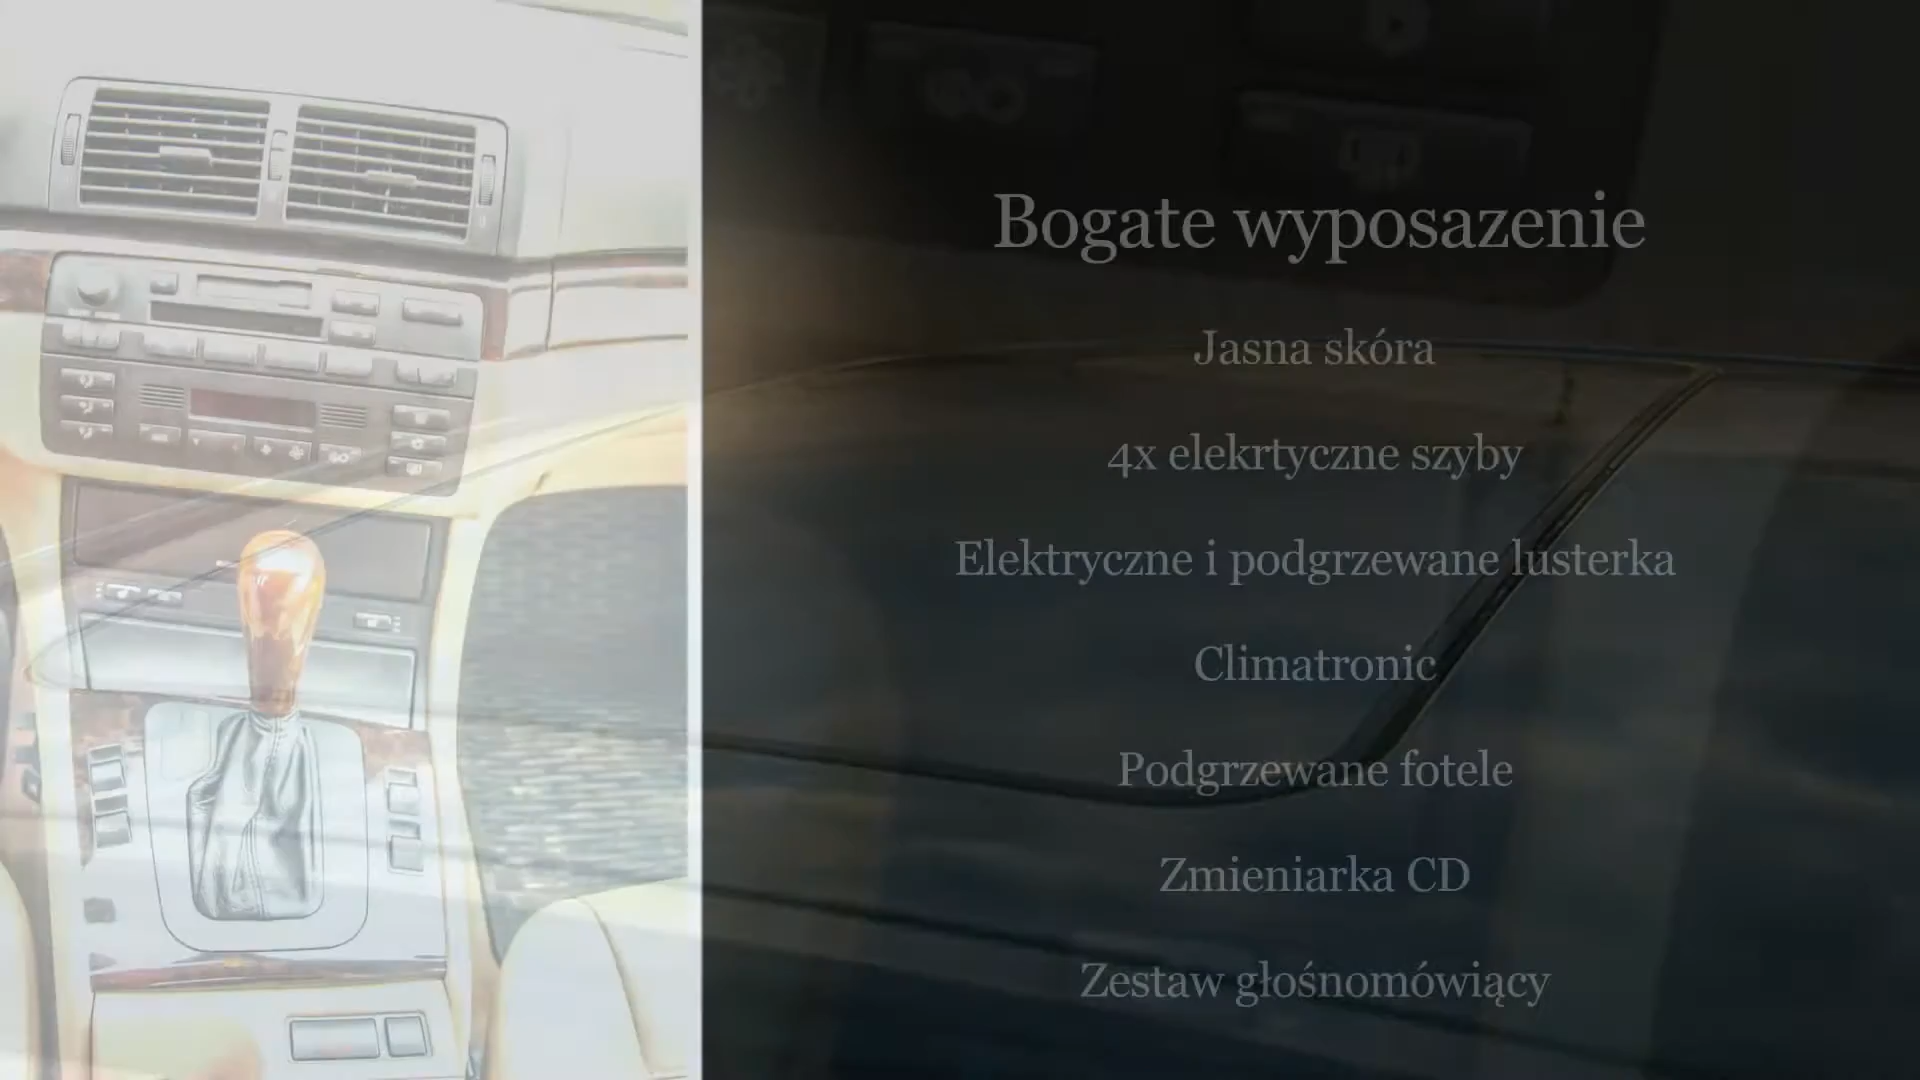 Bogate wyposazenie
Jasna skóra
4x elekrtyczne szyby
Elektryczne i podgrzewane lusterka
Climatronic
Podgrzewane fotele
Zmieniarka CD
Zestaw głośnomówiący